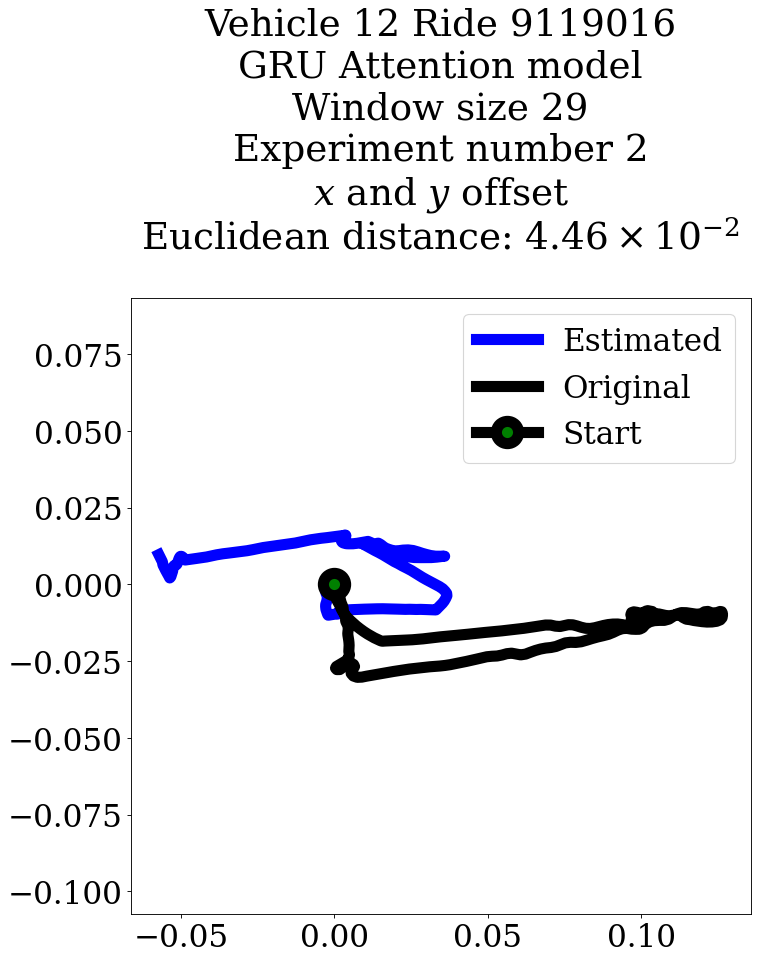 Vehicle 12 Ride 9119016
GRU Attention model
Window size 29
Experiment number 2
x and y offset
Euclidean distance: 4.46 × 10⁻²
Estimated
Original
Start
0.075
0.050
0.025
0.000
−0.025
−0.050
−0.075
−0.100
−0.05 0.00 0.05 0.10